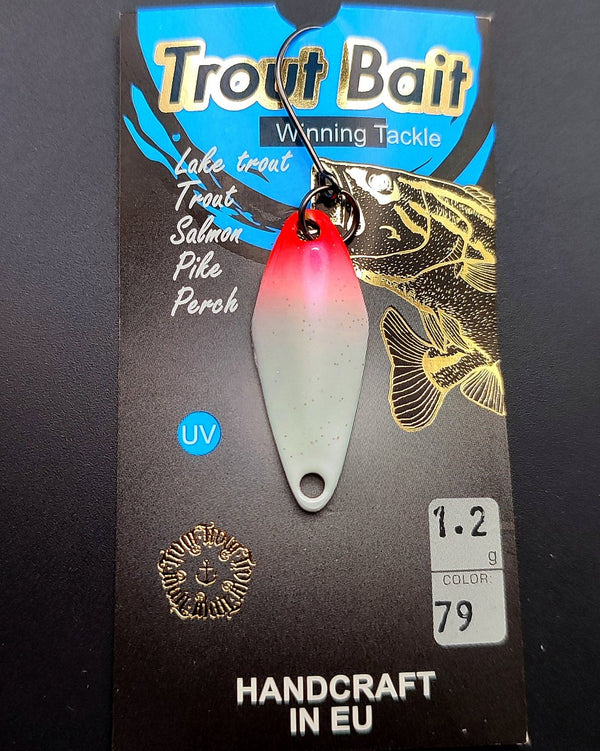 Trout Bait
Winning Tackle
Lake trout
Trout
Salmon
Pike
Perch
UV
1.2
g
COLOR:
79
HANDCRAFT
IN EU